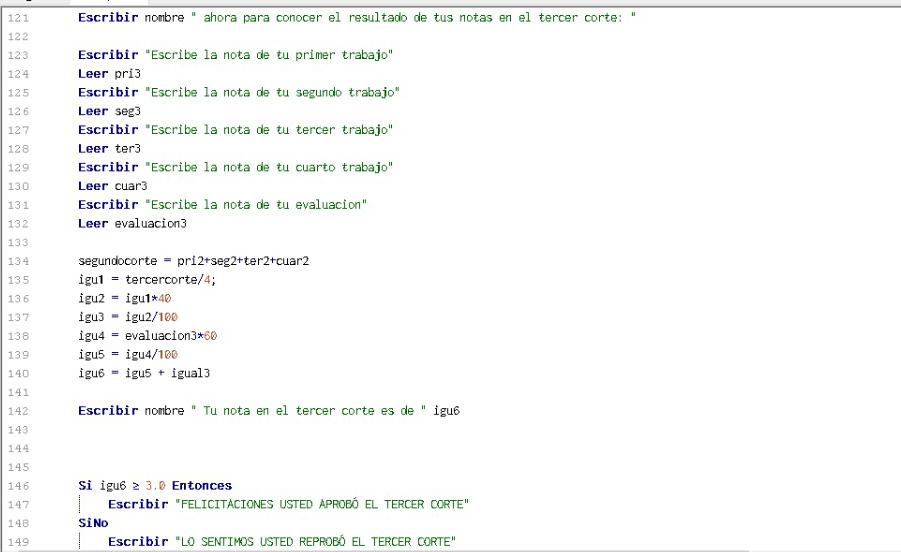 121 Escribir nombre " ahora para conocer el resultado de tus notas en el tercer corte: "
122
123 Escribir "Escribe la nota de tu primer trabajo"
124 Leer pri3
125 Escribir "Escribe la nota de tu segundo trabajo"
126 Leer seg3
127 Escribir "Escribe la nota de tu tercer trabajo"
128 Leer ter3
129 Escribir "Escribe la nota de tu cuarto trabajo"
130 Leer cuar3
131 Escribir "Escribe la nota de tu evaluacion"
132 Leer evaluacion3
133
134 segundocorte = pri2+seg2+ter2+cuar2
135 igu1 = tercercorte/4;
136 igu2 = igu1*40
137 igu3 = igu2/100
138 igu4 = evaluacion3*60
139 igu5 = igu4/100
140 igu6 = igu5 + igual3
141
142 Escribir nombre " Tu nota en el tercer corte es de " igu6
143
144
145
146 Si igu6 ≥ 3.0 Entonces
147 Escribir "FELICITACIONES USTED APROBÓ EL TERCER CORTE"
148 SiNo
149 Escribir "LO SENTIMOS USTED REPROBÓ EL TERCER CORTE"